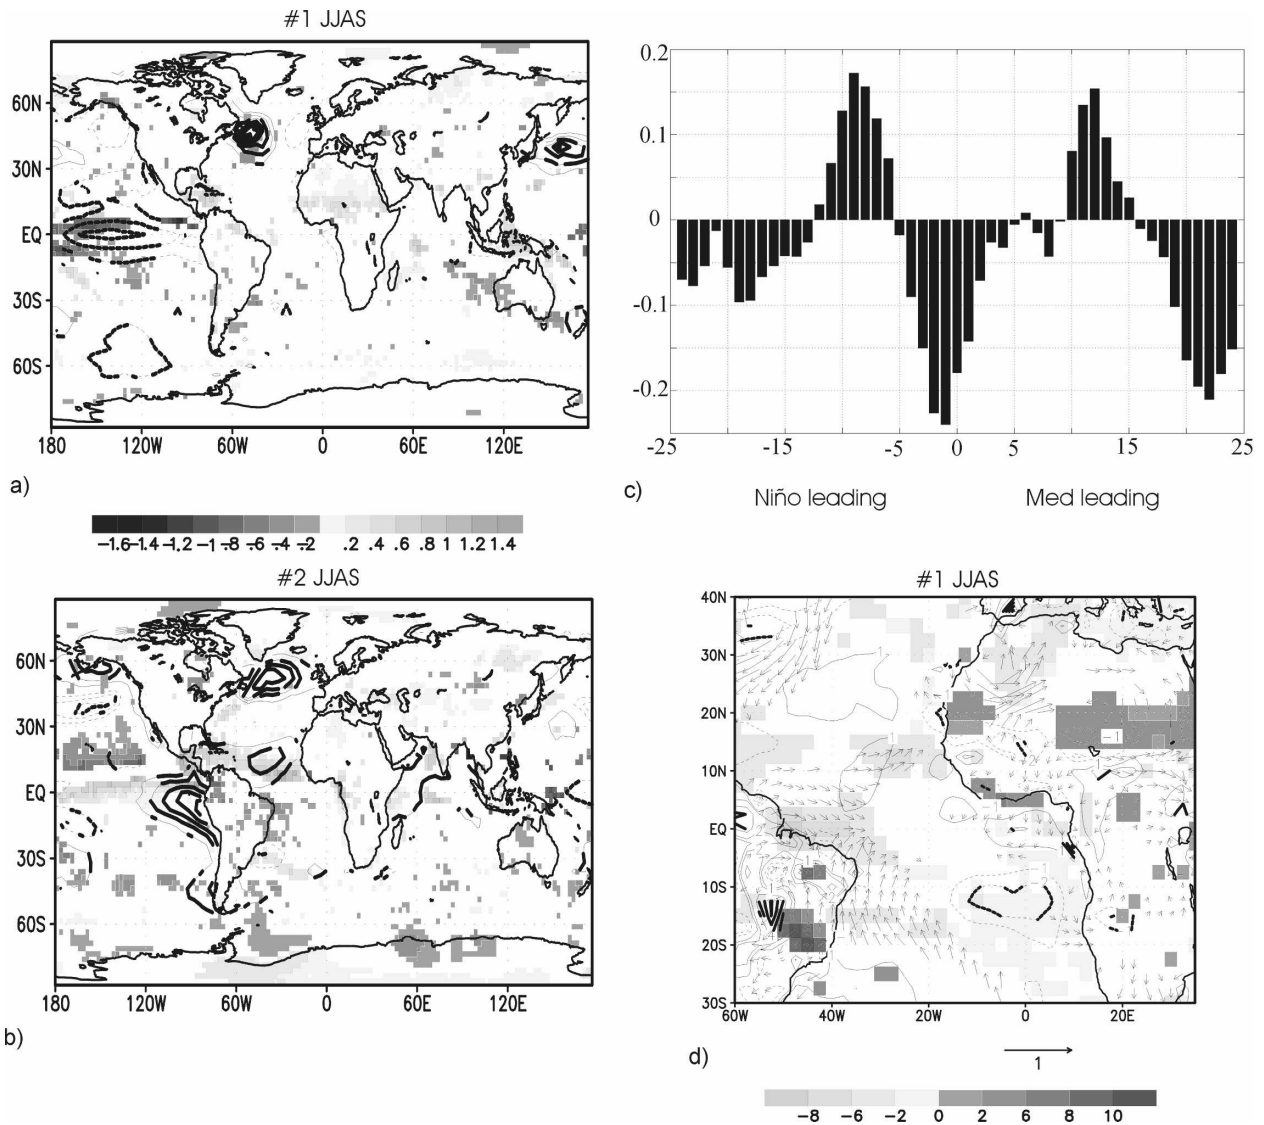 #1 JJAS
60N
30N
EQ
30S
60S
180 120W 60W 0 60E 120E
a)
-1.6 -1.4 -1.2 -1 -.8 -.6 -.4 -.2 .2 .4 .6 .8 1 1.2 1.4
#2 JJAS
60N
30N
EQ
30S
60S
180 120W 60W 0 60E 120E
b)
0.2
0.1
0
-0.1
-0.2
-25 -15 -5 0 5 15 25
c)
Niño leading Med leading
#1 JJAS
40N
30N
20N
10N
EQ
10S
20S
30S
60W 40W 20W 0 20E
-1
d)
1
-8 -6 -2 0 2 6 8 10